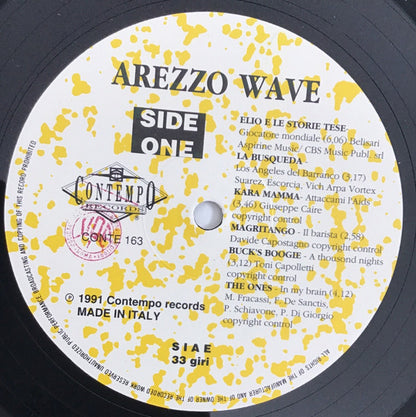 AREZZO WAVE
SIDE
ONE
CONTEMPO
RECORDS
CONTE 163
℗ 1991 Contempo records
MADE IN ITALY
ELIO E LE STORIE TESE-
Giocatore mondiale (6,06) Belisari
Aspirine Music / CBS Music Publ. srl
LA BUSQUEDA-
Los Angeles del Barranco (3,17)
Suarez, Escorcia, Vich Arpa Vortex
KARA MAMMA- Attaccami l'Aids
(3,46) Giuseppe Caire
copyright control
MAGRITANGO- Il barista (2,58)
Davide Capostagno copyright control
BUCK'S BOOGIE- A thousand nights
(3,12) Toni Capolletti
copyright control
THE ONES- In my brain (4,12)
M. Fracassi, F. De Sanctis,
P. Schiavone, P. Di Giorgio
copyright control
S I A E
33 giri
ALL RIGHTS OF THE MANUFACTURER AND OF THE OWNER OF THE RECORDED WORK RESERVED UNAUTHORIZED PUBLIC PERFORMANCE BROADCASTING AND COPYING OF THIS RECORD PROHIBITED